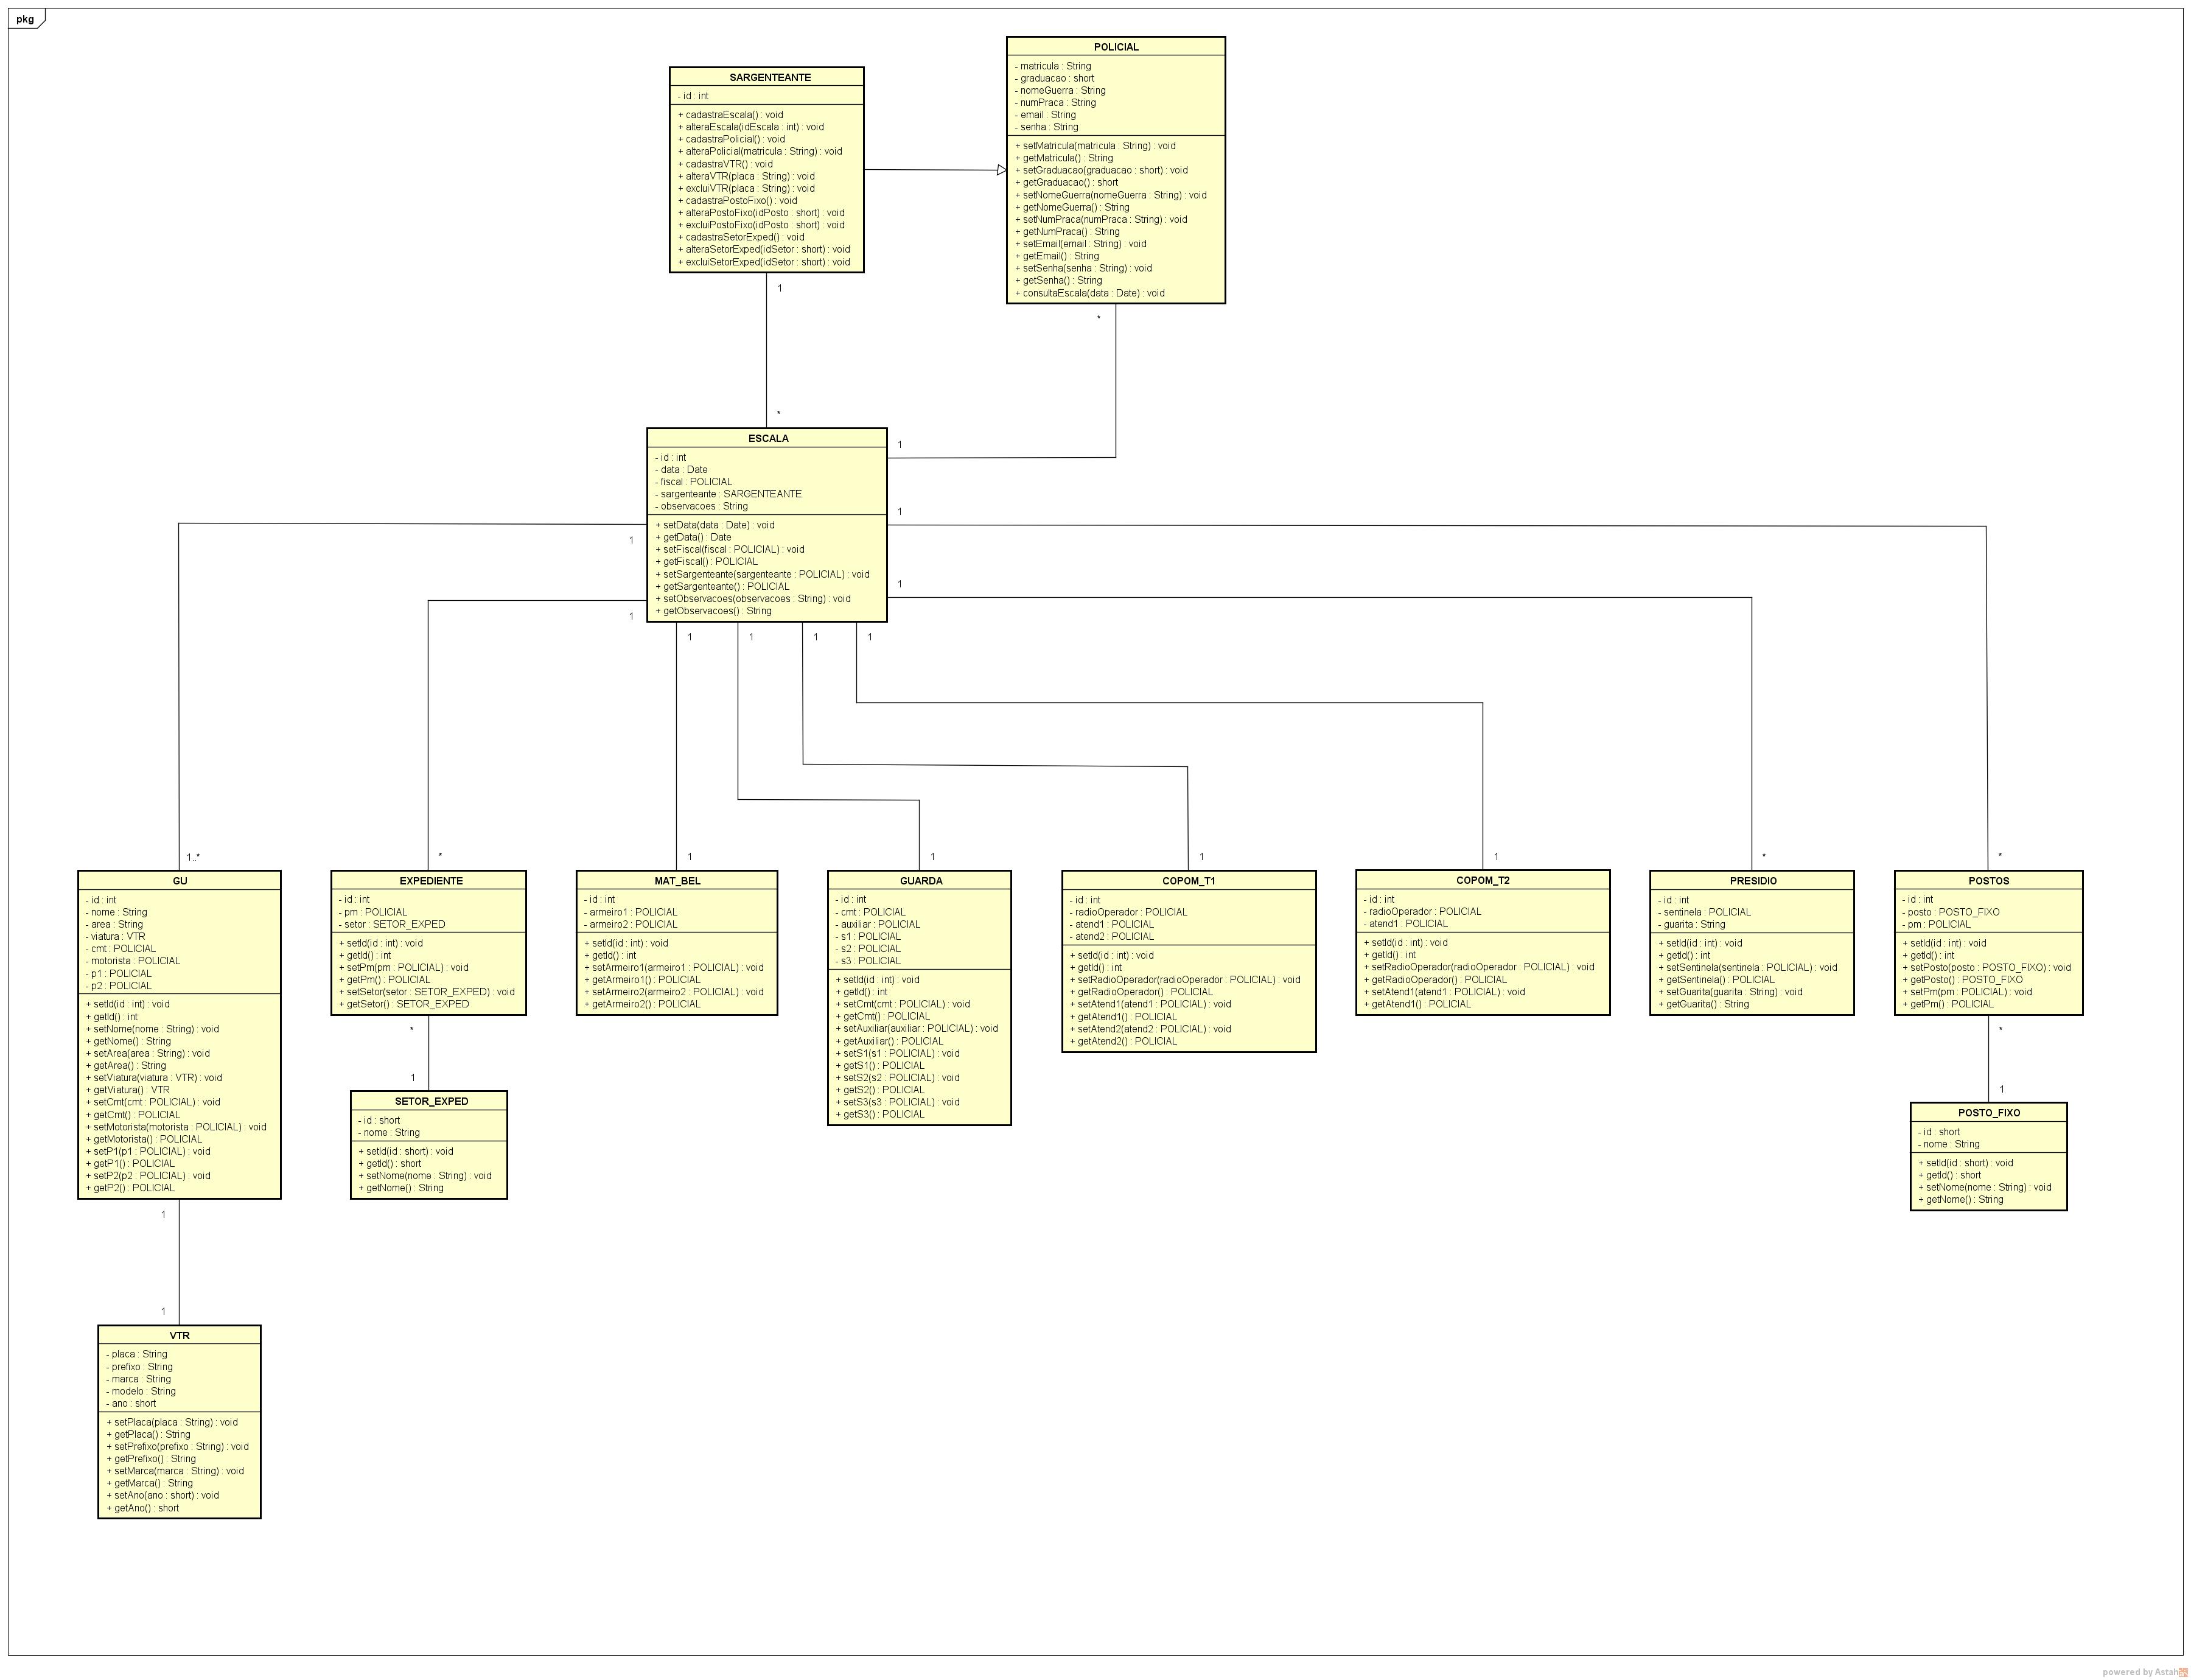 pkg
SARGENTEANTE
- id : int
+ cadastraEscala() : void
+ alteraEscala(idEscala : int) : void
+ cadastraPolicial() : void
+ alteraPolicial(matricula : String) : void
+ cadastraVTR() : void
+ alteraVTR(placa : String) : void
+ excluiVTR(placa : String) : void
+ cadastraPostoFixo() : void
+ alteraPostoFixo(idPosto : short) : void
+ excluiPostoFixo(idPosto : short) : void
+ cadastraSetorExped() : void
+ alteraSetorExped(idSetor : short) : void
+ excluiSetorExped(idSetor : short) : void
POLICIAL
- matricula : String
- graduacao : short
- nomeGuerra : String
- numPraca : String
- email : String
- senha : String
+ setMatricula(matricula : String) : void
+ getMatricula() : String
+ setGraduacao(graduacao : short) : void
+ getGraduacao() : short
+ setNomeGuerra(nomeGuerra : String) : void
+ getNomeGuerra() : String
+ setNumPraca(numPraca : String) : void
+ getNumPraca() : String
+ setEmail(email : String) : void
+ getEmail() : String
+ setSenha(senha : String) : void
+ getSenha() : String
+ consultaEscala(data : Date) : void
1
*
*
1
ESCALA
- id : int
- data : Date
- fiscal : POLICIAL
- sargenteante : SARGENTEANTE
- observacoes : String
+ setData(data : Date) : void
+ getData() : Date
+ setFiscal(fiscal : POLICIAL) : void
+ getFiscal() : POLICIAL
+ setSargenteante(sargenteante : POLICIAL) : void
+ getSargenteante() : POLICIAL
+ setObservacoes(observacoes : String) : void
+ getObservacoes() : String
1
1
1
1
1
1
1
1
1..*
*
1
1
1
1
*
*
GU
- id : int
- nome : String
- area : String
- viatura : VTR
- cmt : POLICIAL
- motorista : POLICIAL
- p1 : POLICIAL
- p2 : POLICIAL
+ setId(id : int) : void
+ getId() : int
+ setNome(nome : String) : void
+ getNome() : String
+ setArea(area : String) : void
+ getArea() : String
+ setViatura(viatura : VTR) : void
+ getViatura() : VTR
+ setCmt(cmt : POLICIAL) : void
+ getCmt() : POLICIAL
+ setMotorista(motorista : POLICIAL) : void
+ getMotorista() : POLICIAL
+ setP1(p1 : POLICIAL) : void
+ getP1() : POLICIAL
+ setP2(p2 : POLICIAL) : void
+ getP2() : POLICIAL
EXPEDIENTE
- id : int
- pm : POLICIAL
- setor : SETOR_EXPED
+ setId(id : int) : void
+ getId() : int
+ setPm(pm : POLICIAL) : void
+ getPm() : POLICIAL
+ setSetor(setor : SETOR_EXPED) : void
+ getSetor() : SETOR_EXPED
MAT_BEL
- id : int
- armeiro1 : POLICIAL
- armeiro2 : POLICIAL
+ setId(id : int) : void
+ getId() : int
+ setArmeiro1(armeiro1 : POLICIAL) : void
+ getArmeiro1() : POLICIAL
+ setArmeiro2(armeiro2 : POLICIAL) : void
+ getArmeiro2() : POLICIAL
GUARDA
- id : int
- cmt : POLICIAL
- auxiliar : POLICIAL
- s1 : POLICIAL
- s2 : POLICIAL
- s3 : POLICIAL
+ setId(id : int) : void
+ getId() : int
+ setCmt(cmt : POLICIAL) : void
+ getCmt() : POLICIAL
+ setAuxiliar(auxiliar : POLICIAL) : void
+ getAuxiliar() : POLICIAL
+ setS1(s1 : POLICIAL) : void
+ getS1() : POLICIAL
+ setS2(s2 : POLICIAL) : void
+ getS2() : POLICIAL
+ setS3(s3 : POLICIAL) : void
+ getS3() : POLICIAL
COPOM_T1
- id : int
- radioOperador : POLICIAL
- atend1 : POLICIAL
- atend2 : POLICIAL
+ setId(id : int) : void
+ getId() : int
+ setRadioOperador(radioOperador : POLICIAL) : void
+ getRadioOperador() : POLICIAL
+ setAtend1(atend1 : POLICIAL) : void
+ getAtend1() : POLICIAL
+ setAtend2(atend2 : POLICIAL) : void
+ getAtend2() : POLICIAL
COPOM_T2
- id : int
- radioOperador : POLICIAL
- atend1 : POLICIAL
+ setId(id : int) : void
+ getId() : int
+ setRadioOperador(radioOperador : POLICIAL) : void
+ getRadioOperador() : POLICIAL
+ setAtend1(atend1 : POLICIAL) : void
+ getAtend1() : POLICIAL
PRESIDIO
- id : int
- sentinela : POLICIAL
- guarita : String
+ setId(id : int) : void
+ getId() : int
+ setSentinela(sentinela : POLICIAL) : void
+ getSentinela() : POLICIAL
+ setGuarita(guarita : String) : void
+ getGuarita() : String
POSTOS
- id : int
- posto : POSTO_FIXO
- pm : POLICIAL
+ setId(id : int) : void
+ getId() : int
+ setPosto(posto : POSTO_FIXO) : void
+ getPosto() : POSTO_FIXO
+ setPm(pm : POLICIAL) : void
+ getPm() : POLICIAL
*
1
*
1
SETOR_EXPED
- id : short
- nome : String
+ setId(id : short) : void
+ getId() : short
+ setNome(nome : String) : void
+ getNome() : String
POSTO_FIXO
- id : short
- nome : String
+ setId(id : short) : void
+ getId() : short
+ setNome(nome : String) : void
+ getNome() : String
1
1
VTR
- placa : String
- prefixo : String
- marca : String
- modelo : String
- ano : short
+ setPlaca(placa : String) : void
+ getPlaca() : String
+ setPrefixo(prefixo : String) : void
+ getPrefixo() : String
+ setMarca(marca : String) : void
+ getMarca() : String
+ setAno(ano : short) : void
+ getAno() : short
powered by Astah